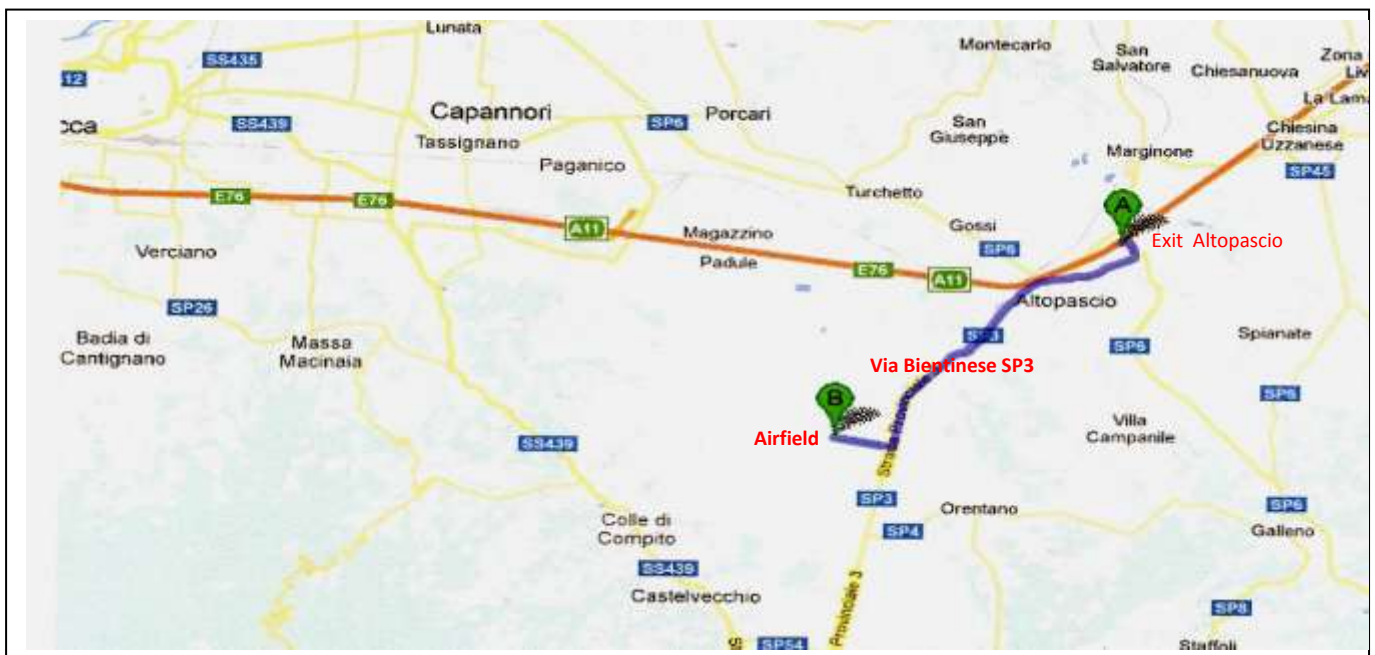 Lunata
Montecarlo
San
Salvatore
Zona
Chiesanuova
SS435
12
La Lama
Capannori
SP6
Porcari
San
Giuseppe
Chiesina
Uzzanese
SS439
Tassignano
Marginone
Paganico
SP45
E76
E76
Turchetto
A
A11
Magazzino
Gossi
Exit Altopascio
Verciano
Padule
SP6
E76
A11
SP26
Altopascio
Badia di
Cantignano
Massa
Macinaia
SP6
Spianate
Via Bientinese SP3
SP6
B
Airfield
Villa
Campanile
SS439
SP3
Orentano
SP6
Colle di
Compito
SP4
Galleno
SS439
Castelvecchio
Provinciale 3
SP8
SP54
Staffoli